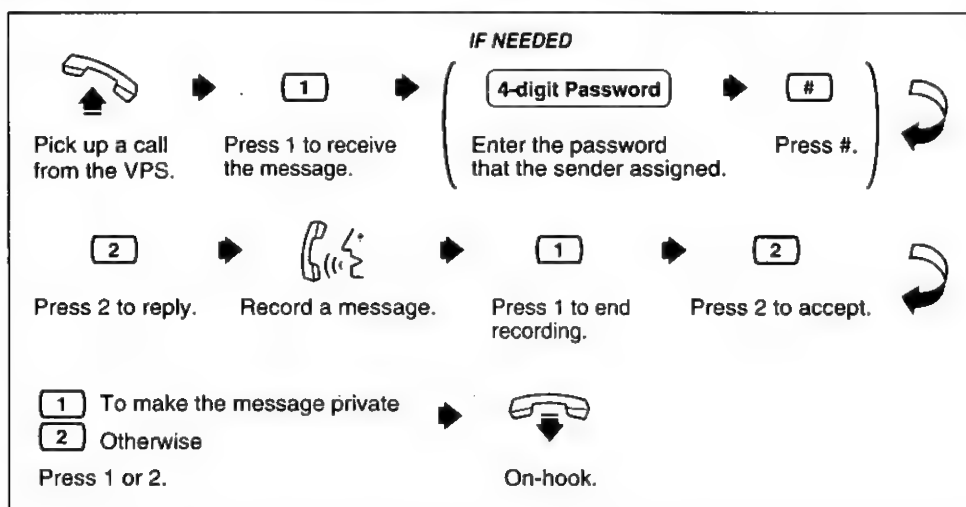 IF NEEDED
1
4-digit Password
#
Pick up a call
from the VPS.
Press 1 to receive
the message.
Enter the password
that the sender assigned.
Press #.
2
1
2
Press 2 to reply.
Record a message.
Press 1 to end
recording.
Press 2 to accept.
1 To make the message private
2 Otherwise
Press 1 or 2.
On-hook.